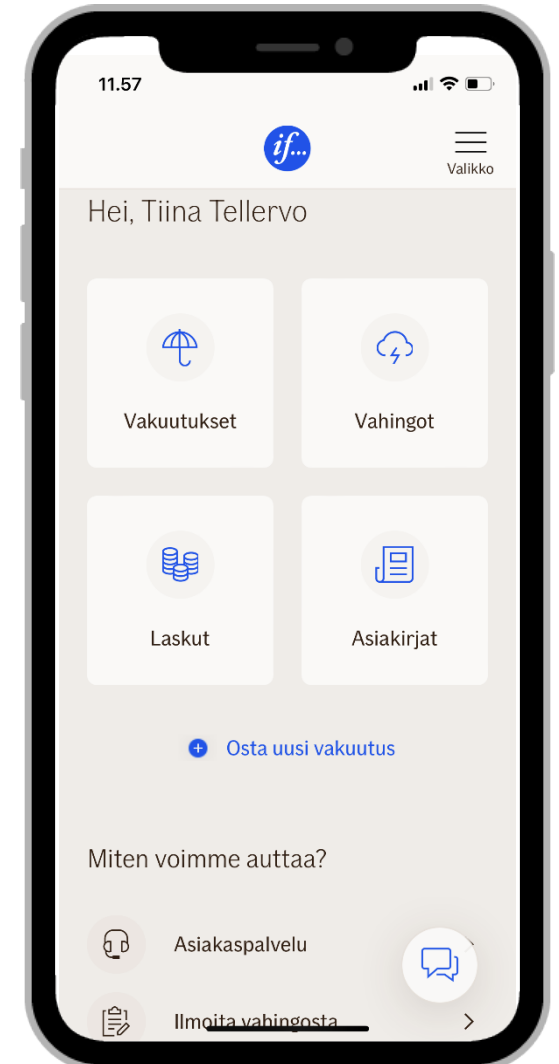 11.57
if...
Valikko
Hei, Tiina Tellervo
Vakuutukset
Vahingot
Laskut
Asiakirjat
Osta uusi vakuutus
Miten voimme auttaa?
Asiakaspalvelu
Ilmoita vahingosta